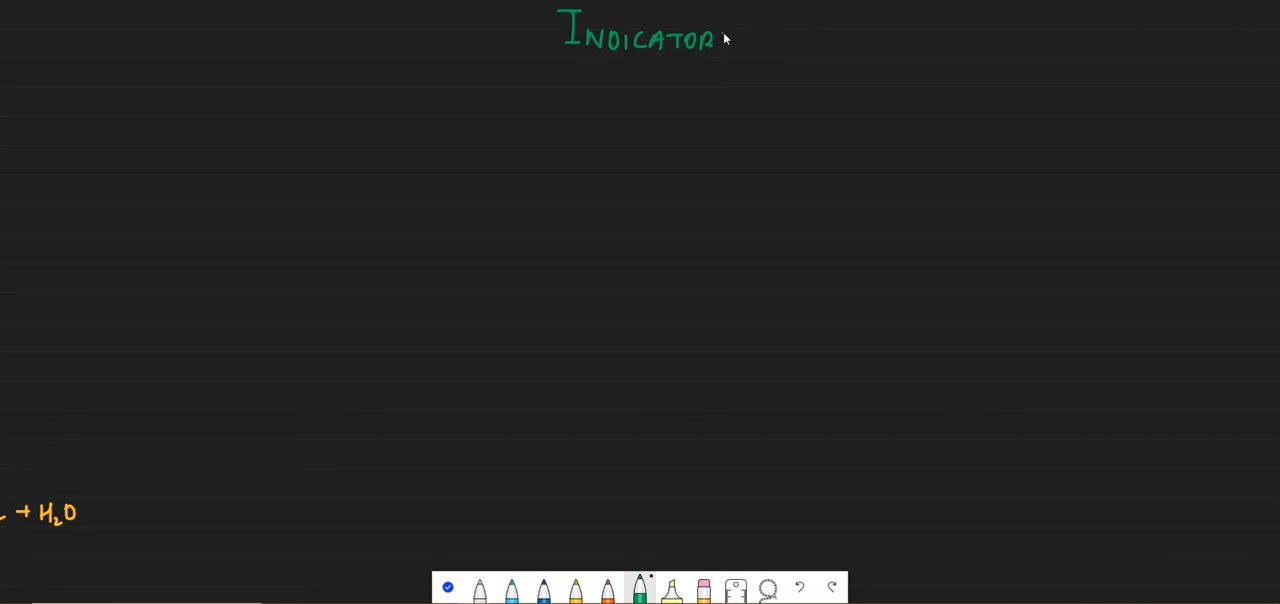 INDICATOR
+ H₂O